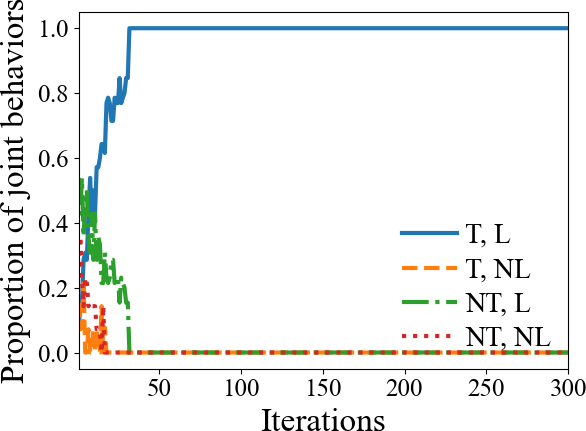 Proportion of joint behaviors
1.0
0.8
0.6
0.4
0.2
0.0
T, L
T, NL
NT, L
NT, NL
50 100 150 200 250 300
Iterations